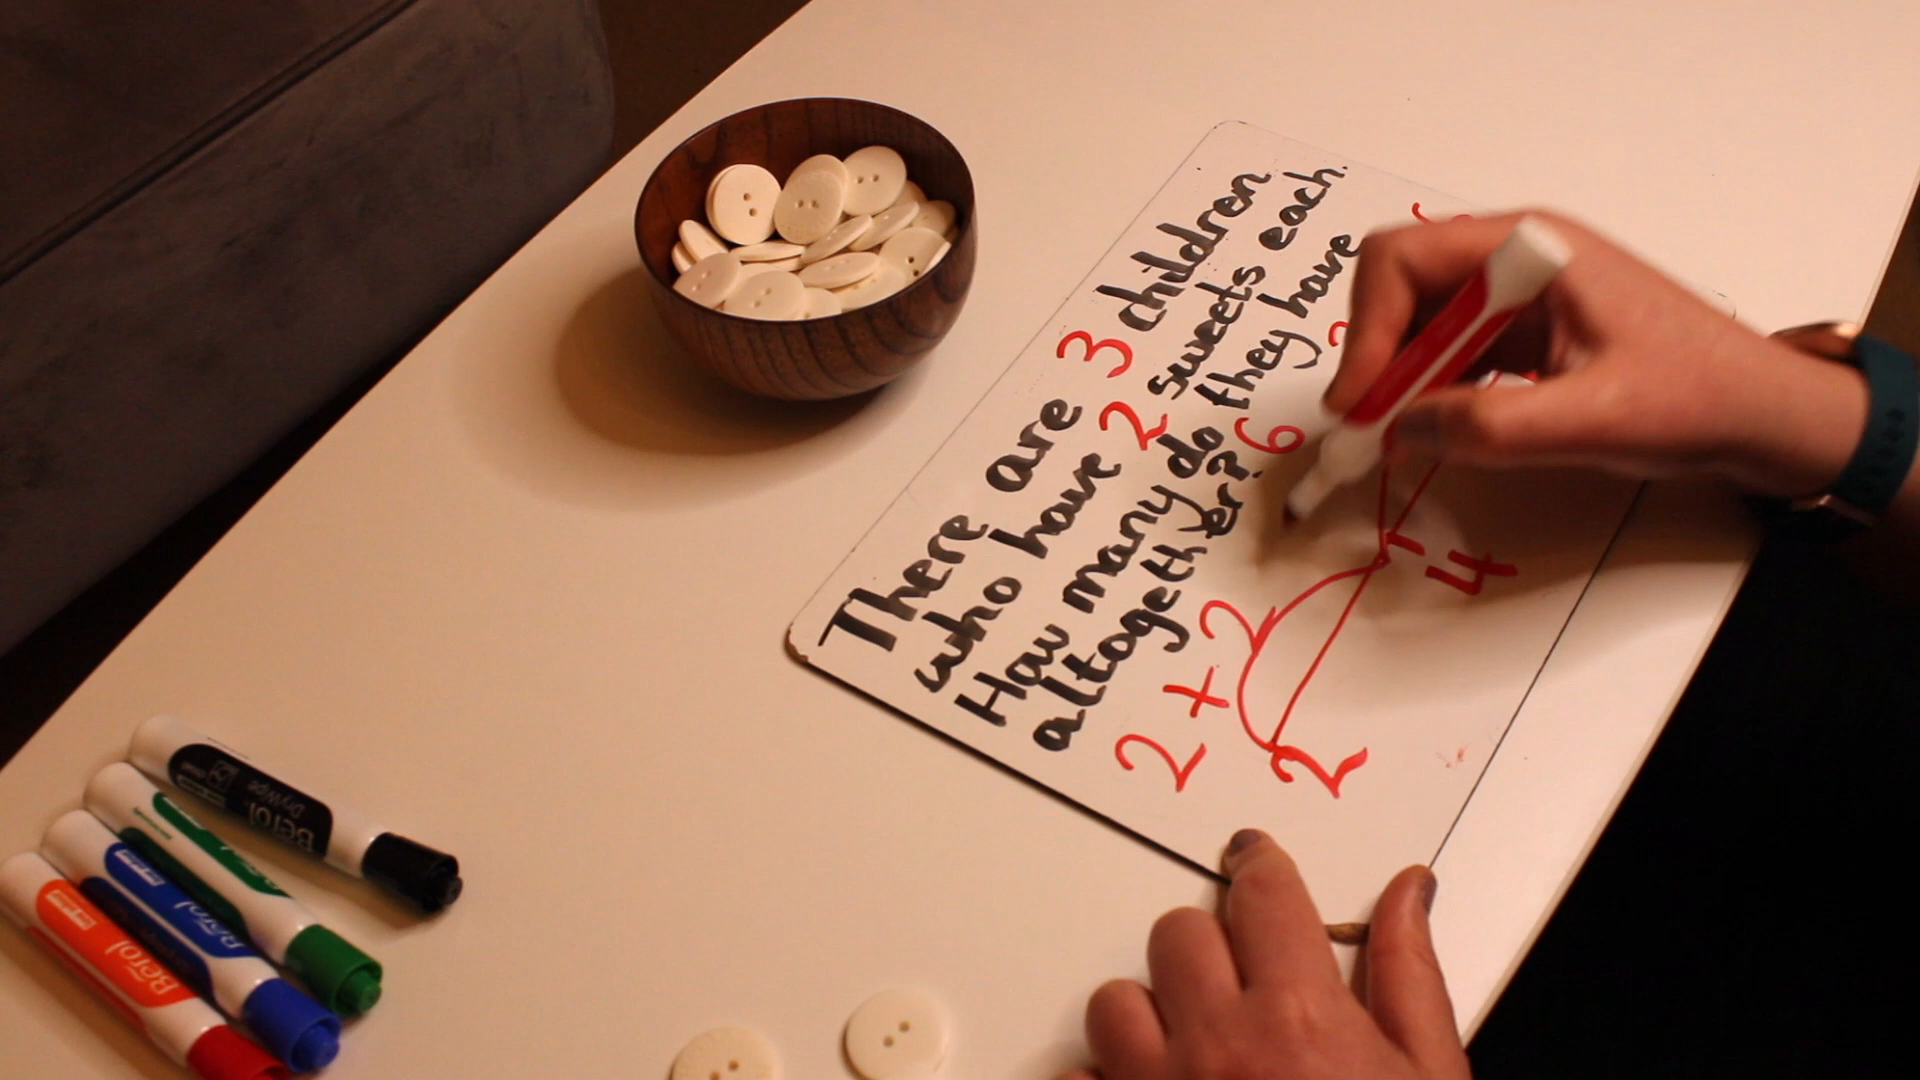 There are 3 children
who have 2 sweets each.
How many do they have
altogether? 6
2 + 2
2
4
Berol
DryWipe
Berol
Berol
Berol